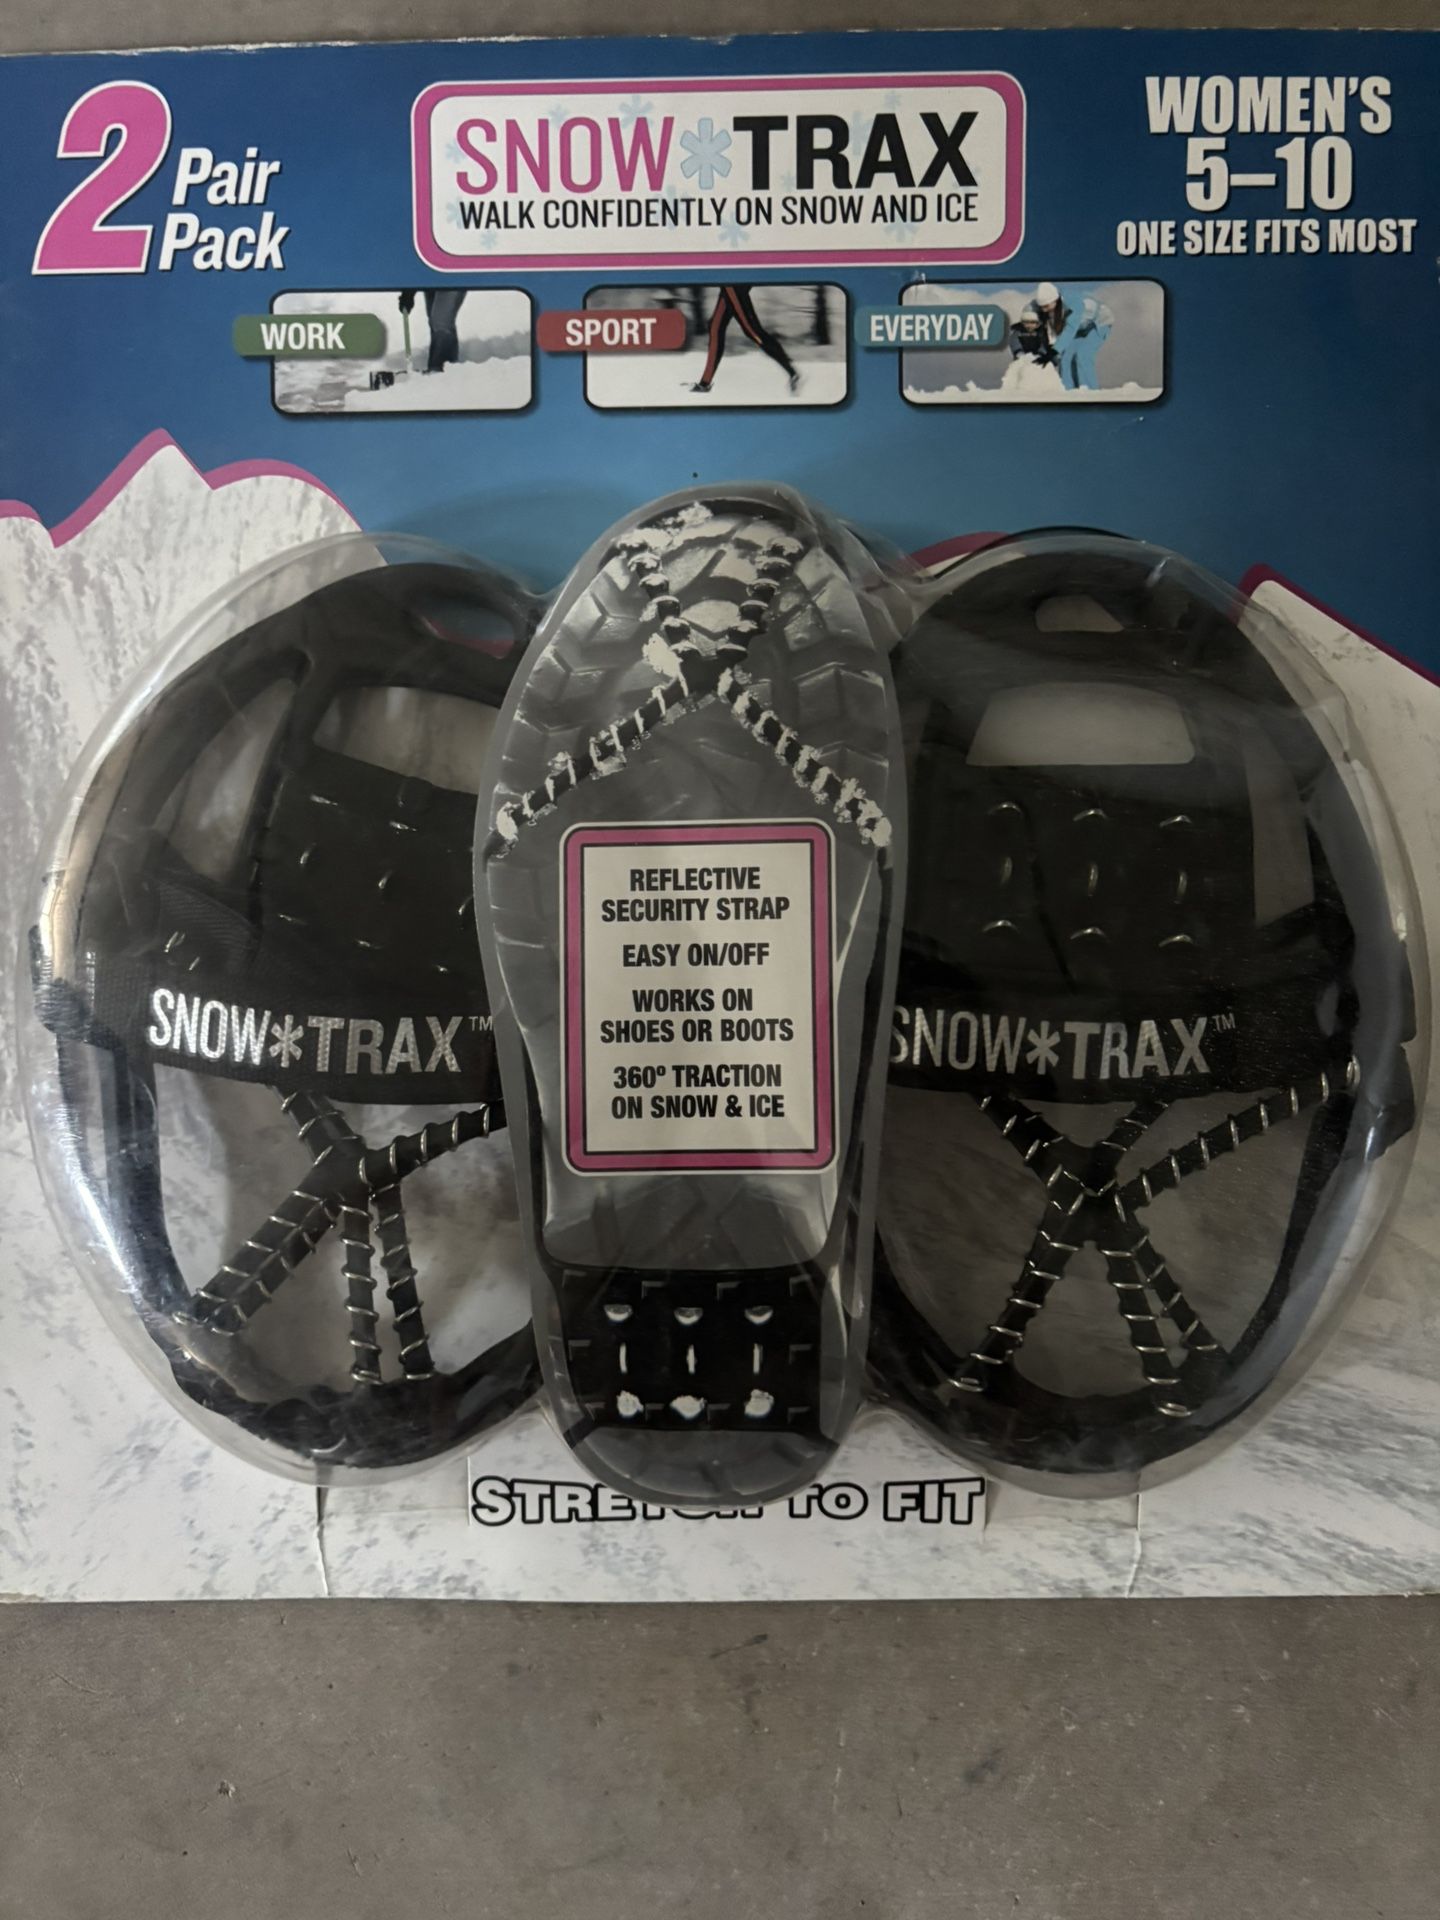 2 Pair
Pack
SNOW*TRAX
WALK CONFIDENTLY ON SNOW AND ICE
WOMEN'S
5–10
ONE SIZE FITS MOST
WORK
SPORT
EVERYDAY
REFLECTIVE
SECURITY STRAP
EASY ON/OFF
WORKS ON
SHOES OR BOOTS
360º TRACTION
ON SNOW & ICE
SNOW*TRAX™
SNOW*TRAX™
STRETCH TO FIT